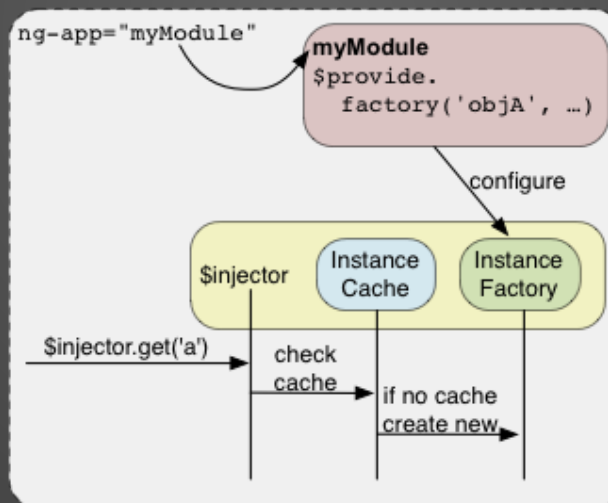 ng-app="myModule"
myModule
$provide.
factory('objA', …)
configure
$injector
Instance
Cache
Instance
Factory
$injector.get('a')
check
cache
if no cache
create new